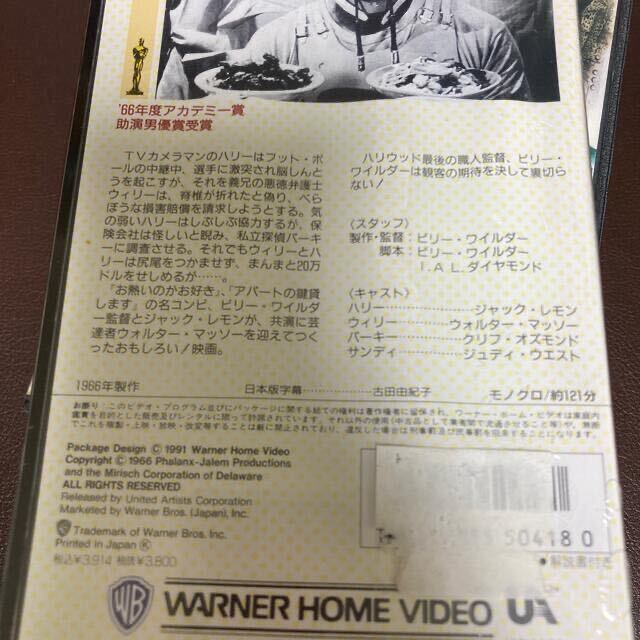 '66年度アカデミー賞
助演男優賞受賞
TVカメラマンのハリーはフット・ボ
ールの中継中、選手に激突され脳しんと
うを起こすが、それを義兄の悪徳弁護士
ウィリーは、脊椎が折れたと偽り、べら
ぼうな損害賠償を請求しようとする。気
の弱いハリーはしぶしぶ協力するが、保
険会社は怪しいと睨み、私立探偵パーキ
ーに調査させる。それでもウィリーとハ
リーは尻尾をつかませず、まんまと20万
ドルをせしめるが……。
「お熱いのがお好き」、「アパートの鍵貸
します」の名コンビ、ビリー・ワイルダ
ー監督とジャック・レモンが、共演に芸
達者ウォルター・マッソーを迎えてつく
ったおもしろい映画。
ハリウッド最後の職人監督、ビリー・
ワイルダーは観客の期待を決して裏切ら
ない!
〈スタッフ〉
製作・監督:ビリー・ワイルダー
脚本:ビリー・ワイルダー
I.A.L.ダイヤモンド
〈キャスト〉
ハリー……ジャック・レモン
ウィリー……ウォルター・マッソー
パーキー……クリフ・オズモンド
サンディ……ジュディ・ウエスト
1966年製作 日本版字幕……古田由紀子 モノクロ/約121分
Package Design © 1991 Warner Home Video
Copyright © 1966 Phalanx-Jalem Productions
and the Mirisch Corporation of Delaware
ALL RIGHTS RESERVED
Released by United Artists Corporation
Marketed by Warner Bros. (Japan), Inc.
Trademark of Warner Bros. Inc.
Printed in Japan Ⓡ
税込¥3,914 税抜¥3,800
504180
●解説書付き
WB WARNER HOME VIDEO UA